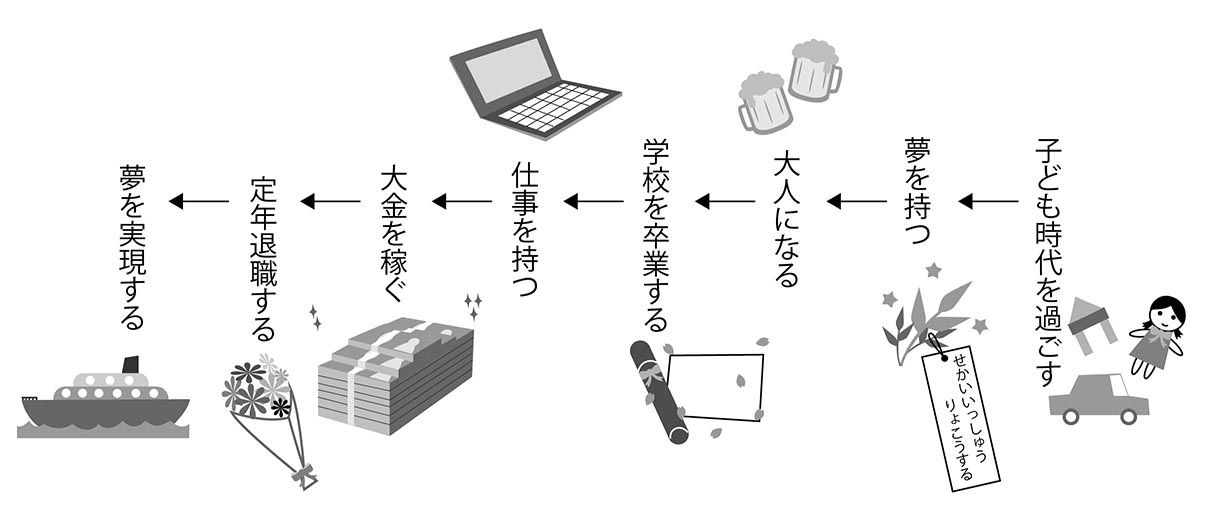 子ども時代を過ごす
夢を持つ
せかいいっしゅう
りょこうする
大人になる
学校を卒業する
仕事を持つ
大金を稼ぐ
定年退職する
夢を実現する